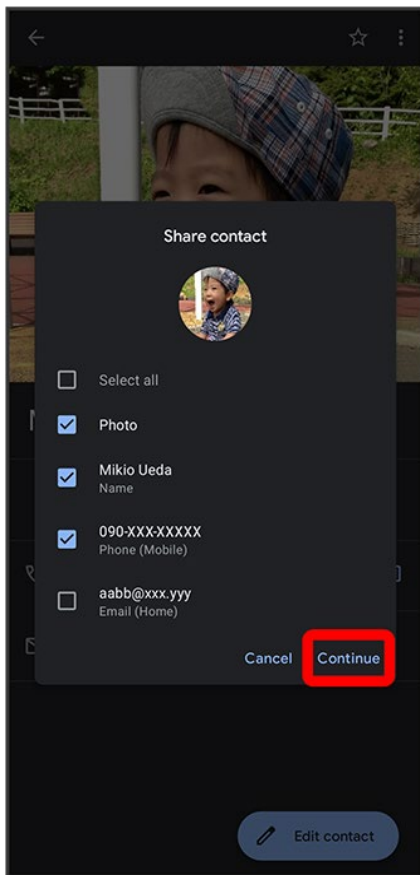 Share contact
Select all
Photo
Mikio Ueda
Name
090-XXX-XXXXX
Phone (Mobile)
aabb@xxx.yyy
Email (Home)
Cancel Continue
Edit contact